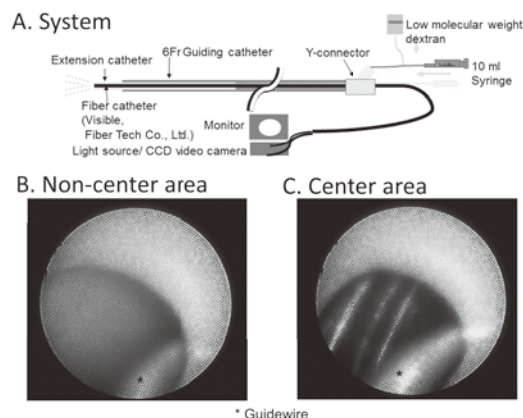 A. System
Low molecular weight
dextran
6Fr Guiding catheter
Y-connector
Extension catheter
10 ml
Syringe
Fiber catheter
(Visible,
Fiber Tech Co., Ltd.)
Monitor
Light source/ CCD video camera
B. Non-center area
C. Center area
*
*
* Guidewire